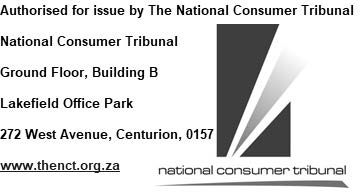 Authorised for issue by The National Consumer Tribunal
National Consumer Tribunal
Ground Floor, Building B
Lakefield Office Park
272 West Avenue, Centurion, 0157
www.thenct.org.za
national consumer tribunal